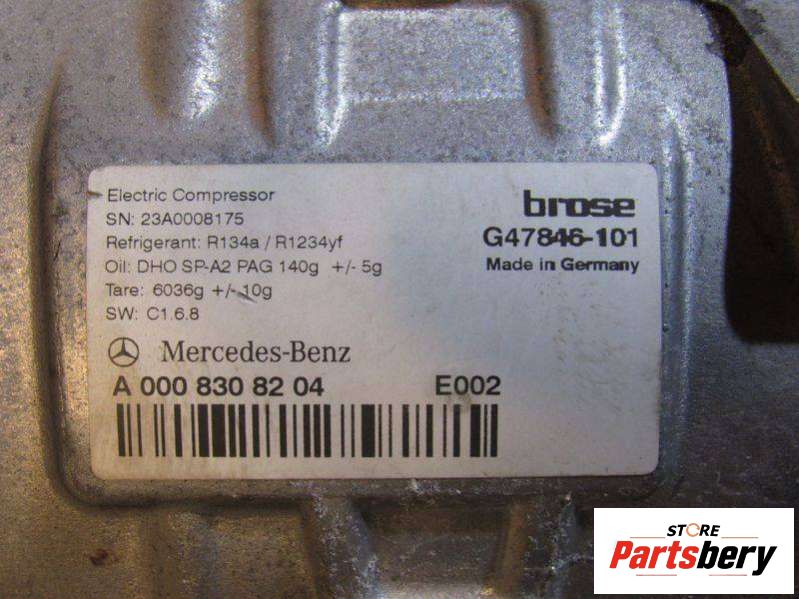 Electric Compressor
SN: 23A0008175
Refrigerant: R134a / R1234yf
Oil: DHO SP-A2 PAG 140g +/- 5g
Tare: 6036g +/- 10g
SW: C1.6.8
brose
G47846-101
Made in Germany
Mercedes-Benz
A 000 830 82 04 E002
STORE
Partsbery